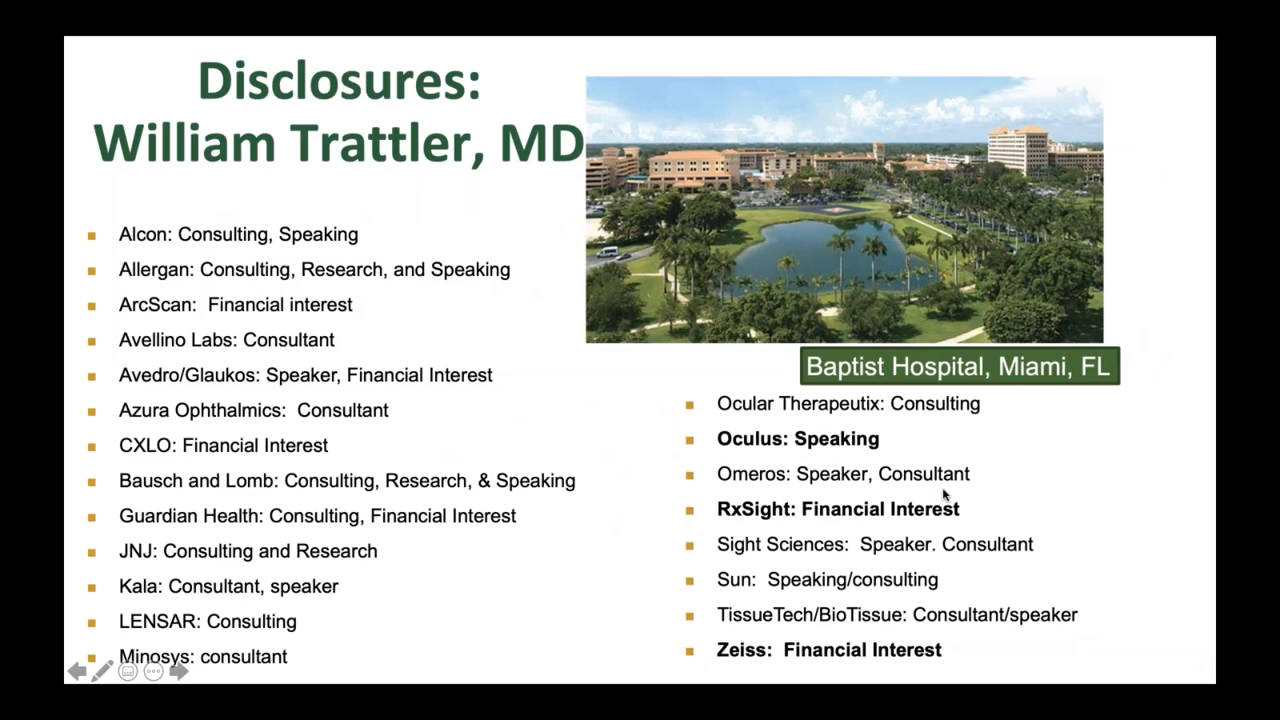 Disclosures:
William Trattler, MD
Alcon: Consulting, Speaking
Allergan: Consulting, Research, and Speaking
ArcScan:  Financial interest
Avellino Labs: Consultant
Avedro/Glaukos: Speaker, Financial Interest
Azura Ophthalmics:  Consultant
CXLO: Financial Interest
Bausch and Lomb: Consulting, Research, & Speaking
Guardian Health: Consulting, Financial Interest
JNJ: Consulting and Research
Kala: Consultant, speaker
LENSAR: Consulting
Minosys: consultant
Baptist Hospital, Miami, FL
Ocular Therapeutix: Consulting
Oculus: Speaking
Omeros: Speaker, Consultant
RxSight: Financial Interest
Sight Sciences:  Speaker. Consultant
Sun:  Speaking/consulting
TissueTech/BioTissue: Consultant/speaker
Zeiss:  Financial Interest